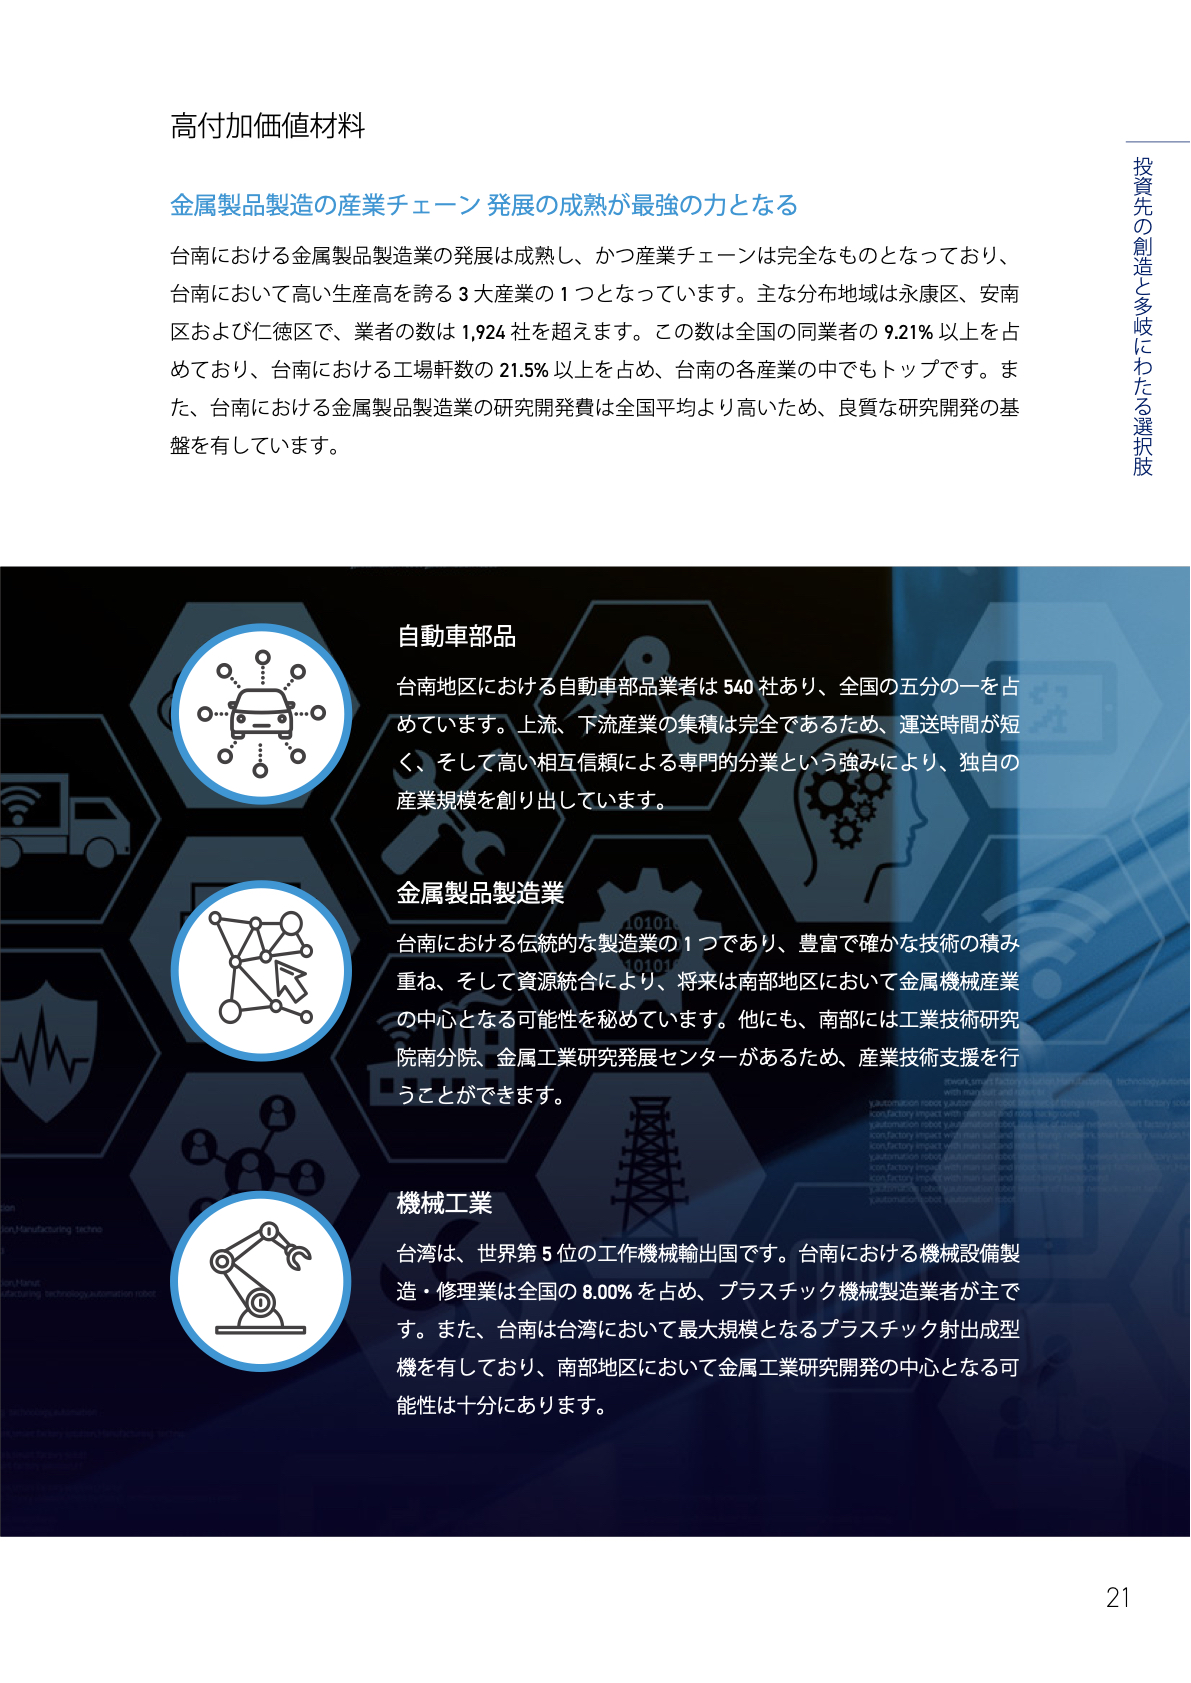 高付加価値材料
金属製品製造の産業チェーン 発展の成熟が最強の力となる
台南における金属製品製造業の発展は成熟し、かつ産業チェーンは完全なものとなっており、
台南において高い生産高を誇る 3 大産業の 1 つとなっています。主な分布地域は永康区、安南
区および仁徳区で、業者の数は 1,924 社を超えます。この数は全国の同業者の 9.21% 以上を占
めており、台南における工場軒数の 21.5% 以上を占め、台南の各産業の中でもトップです。ま
た、台南における金属製品製造業の研究開発費は全国平均より高いため、良質な研究開発の基
盤を有しています。
投資先の創造と多岐にわたる選択肢
自動車部品
台南地区における自動車部品業者は 540 社あり、全国の五分の一を占
めています。上流、下流産業の集積は完全であるため、運送時間が短
く、そして高い相互信頼による専門的分業という強みにより、独自の
産業規模を創り出しています。
金属製品製造業
台南における伝統的な製造業の 1 つであり、豊富で確かな技術の積み
重ね、そして資源統合により、将来は南部地区において金属機械産業
の中心となる可能性を秘めています。他にも、南部には工業技術研究
院南分院、金属工業研究発展センターがあるため、産業技術支援を行
うことができます。
機械工業
台湾は、世界第 5 位の工作機械輸出国です。台南における機械設備製
造・修理業は全国の 8.00% を占め、プラスチック機械製造業者が主で
す。また、台南は台湾において最大規模となるプラスチック射出成型
機を有しており、南部地区において金属工業研究開発の中心となる可
能性は十分にあります。
21